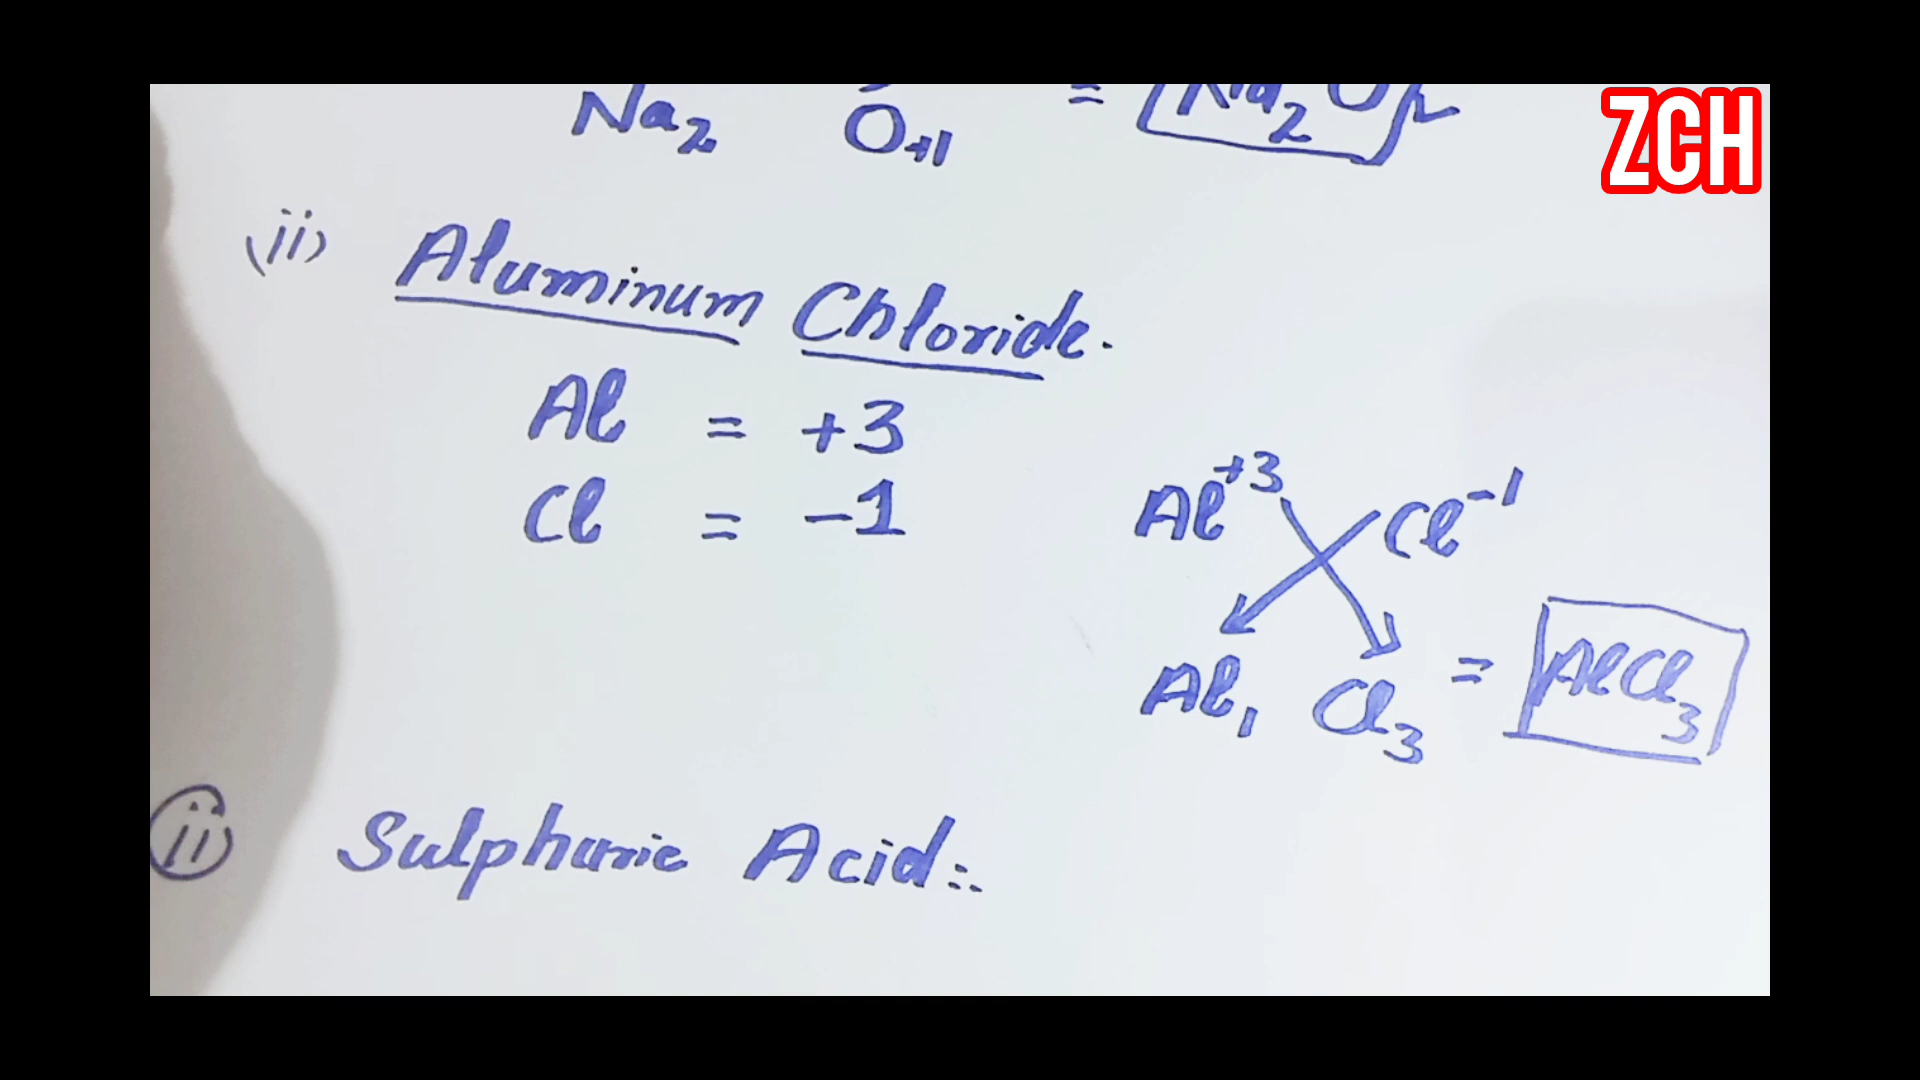 Na₂ O₊₁ = Na₂O
ZCH
(ii) Aluminum Chloride.
Al = +3
Cl = -1
Al⁺³ Cl⁻¹
Al₁ Cl₃ = AlCl₃
(ii) Sulphuric Acid:-